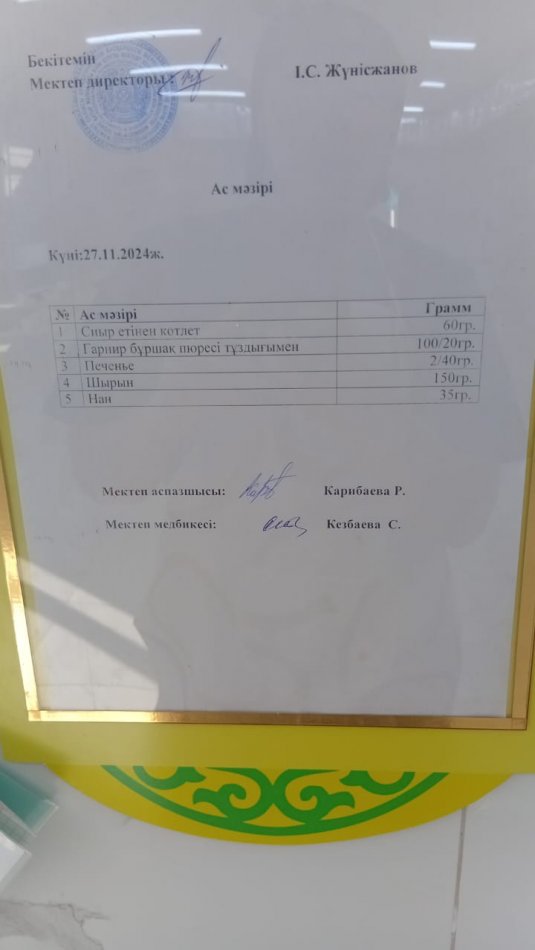 Бекітемін
Мектеп директоры: І.С. Жүнісжанов
Ас мәзірі
Күні:27.11.2024ж.
№ Ас мәзірі Грамм
1 Сиыр етінен котлет 60гр.
2 Гарнир бұршақ пюресі тұздығымен 100/20гр.
3 Печенье 2/40гр.
4 Шырын 150гр.
5 Нан 35гр.
Мектеп аспазшысы: Карибаева Р.
Мектеп медбикесі: Кезбаева С.